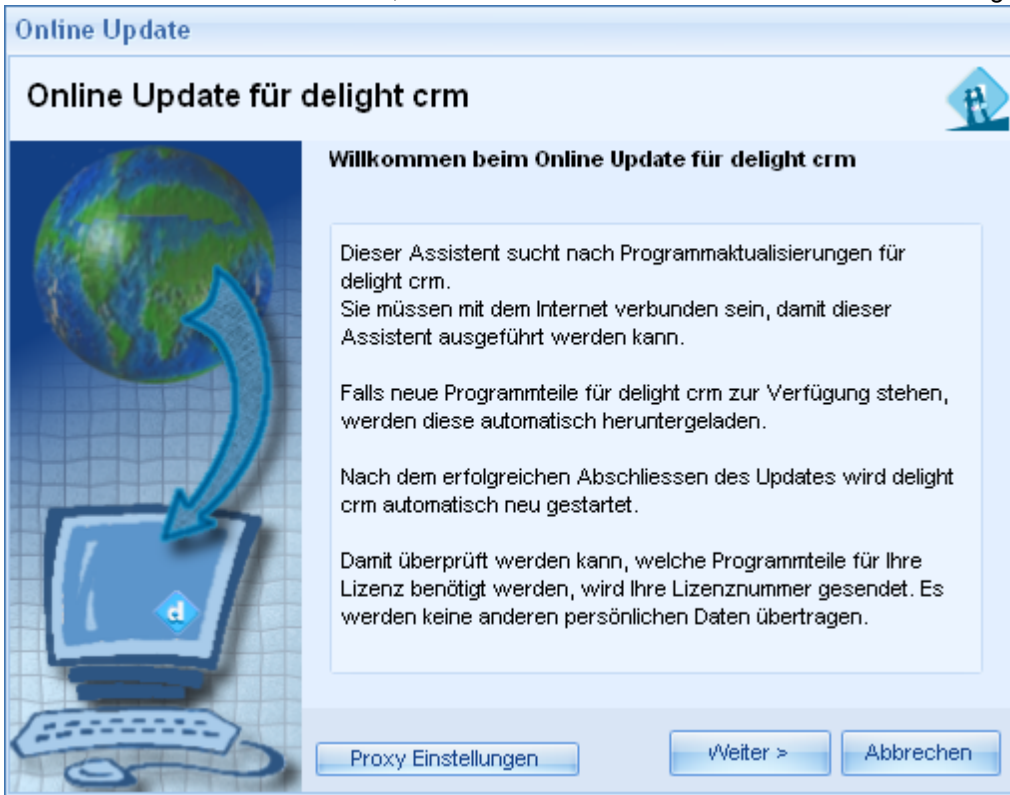 Online Update
Online Update für delight crm
Willkommen beim Online Update für delight crm
Dieser Assistent sucht nach Programmaktualisierungen für
delight crm.
Sie müssen mit dem Internet verbunden sein, damit dieser
Assistent ausgeführt werden kann.
Falls neue Programmteile für delight crm zur Verfügung stehen,
werden diese automatisch heruntergeladen.
Nach dem erfolgreichen Abschliessen des Updates wird delight
crm automatisch neu gestartet.
Damit überprüft werden kann, welche Programmteile für Ihre
Lizenz benötigt werden, wird Ihre Lizenznummer gesendet. Es
werden keine anderen persönlichen Daten übertragen.
d
Proxy Einstellungen
Weiter >
Abbrechen